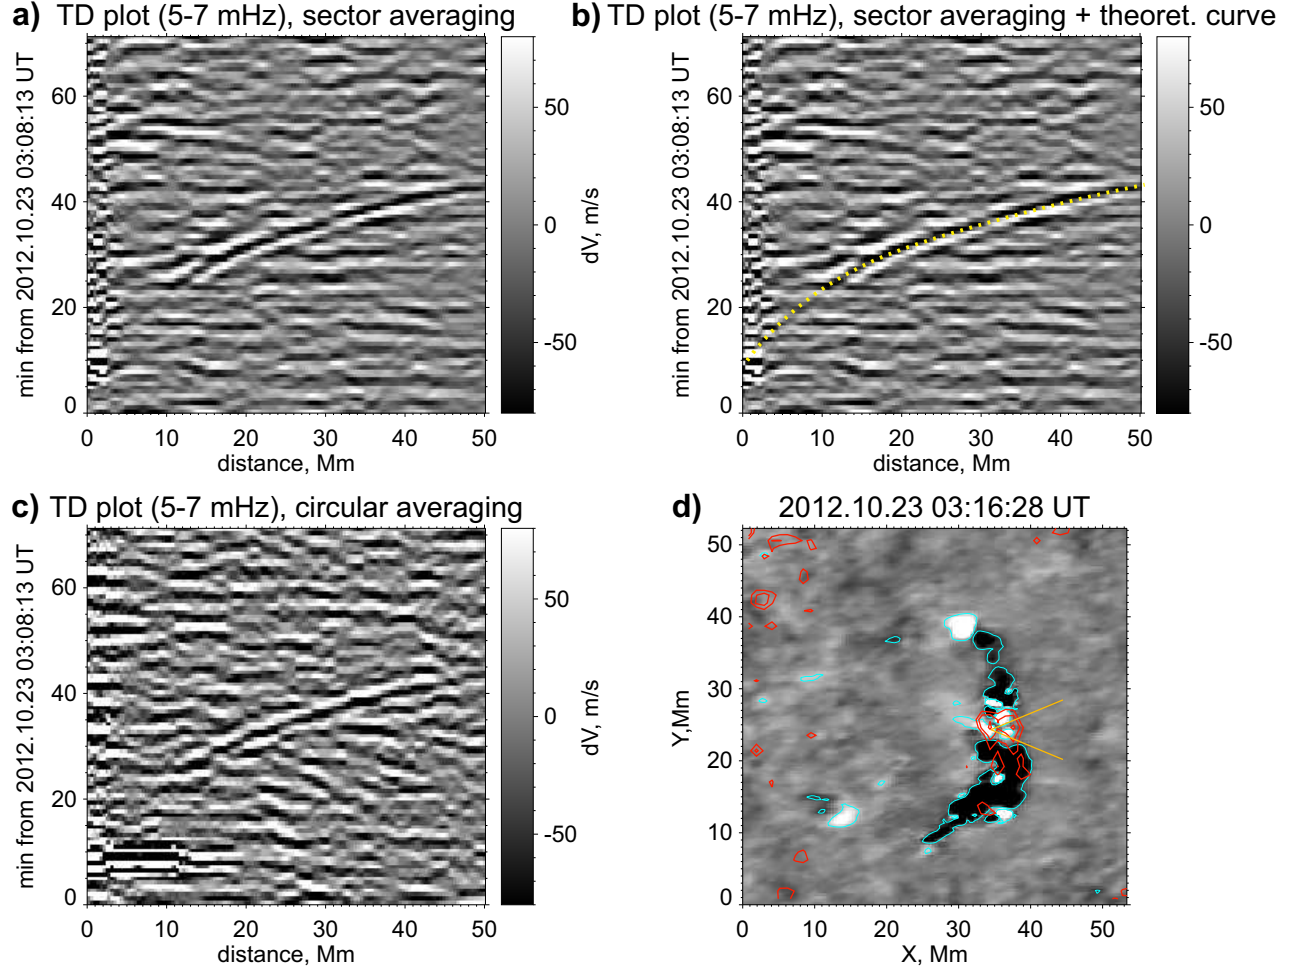 a) TD plot (5-7 mHz), sector averaging
min from 2012.10.23 03:08:13 UT
60
40
20
0
0 10 20 30 40 50
distance, Mm
50
0
-50
dV, m/s
b) TD plot (5-7 mHz), sector averaging + theoret. curve
min from 2012.10.23 03:08:13 UT
60
40
20
0
0 10 20 30 40 50
distance, Mm
50
0
-50
c) TD plot (5-7 mHz), circular averaging
min from 2012.10.23 03:08:13 UT
60
40
20
0
0 10 20 30 40 50
distance, Mm
50
0
-50
dV, m/s
d) 2012.10.23 03:16:28 UT
Y,Mm
50
40
30
20
10
0
0 10 20 30 40 50
X, Mm